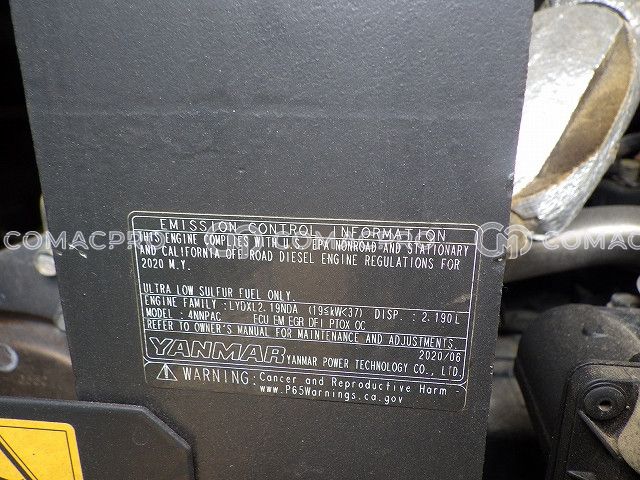 EMISSION CONTROL INFORMATION
THIS ENGINE COMPLIES WITH U.S. EPA NONROAD AND STATIONARY
AND CALIFORNIA OFF-ROAD DIESEL ENGINE REGULATIONS FOR
2020 M.Y.
ULTRA LOW SULFUR FUEL ONLY.
ENGINE FAMILY : LYDXL2.19NDA (19≤kW<37) DISP. : 2.190L
MODEL : 4NNPAC ECU EM EGR DFI PTOX OC
REFER TO OWNER'S MANUAL FOR MAINTENANCE AND ADJUSTMENTS
2020/06
YANMAR YANMAR POWER TECHNOLOGY CO., LTD.
WARNING: Cancer and Reproductive Harm -
www.P65Warnings.ca.gov